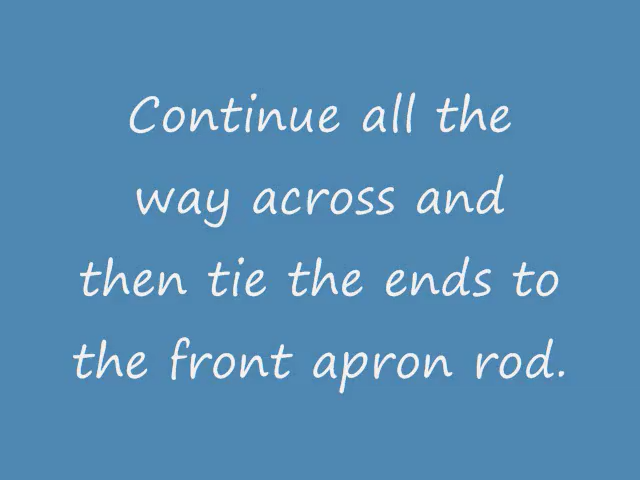 Continue all the
way across and
then tie the ends to
the front apron rod.